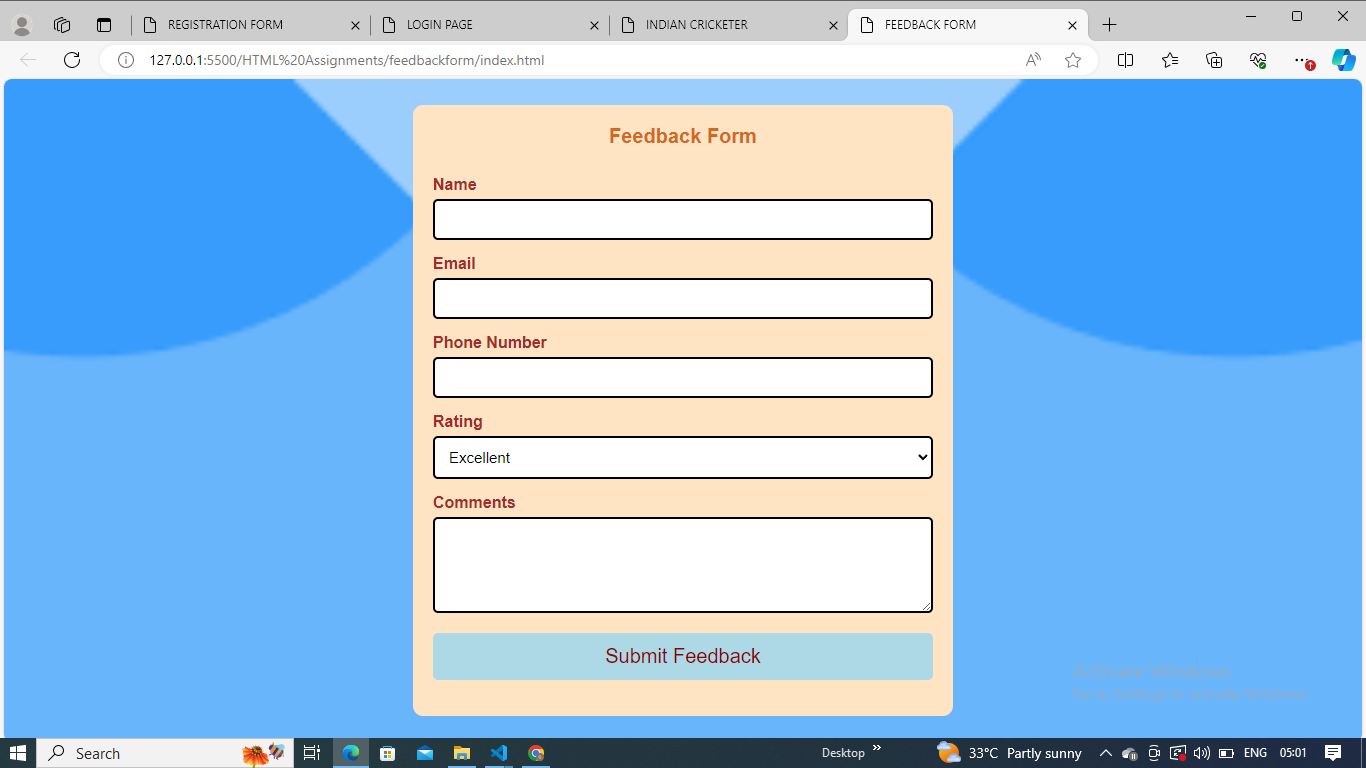 REGISTRATION FORM
LOGIN PAGE
INDIAN CRICKETER
FEEDBACK FORM
127.0.0.1:5500/HTML%20Assignments/feedbackform/index.html
Feedback Form
Name
Email
Phone Number
Rating
Excellent
Comments
Submit Feedback
Activate Windows
Go to Settings to activate Windows.
Search
Desktop
33°C Partly sunny
ENG
05:01